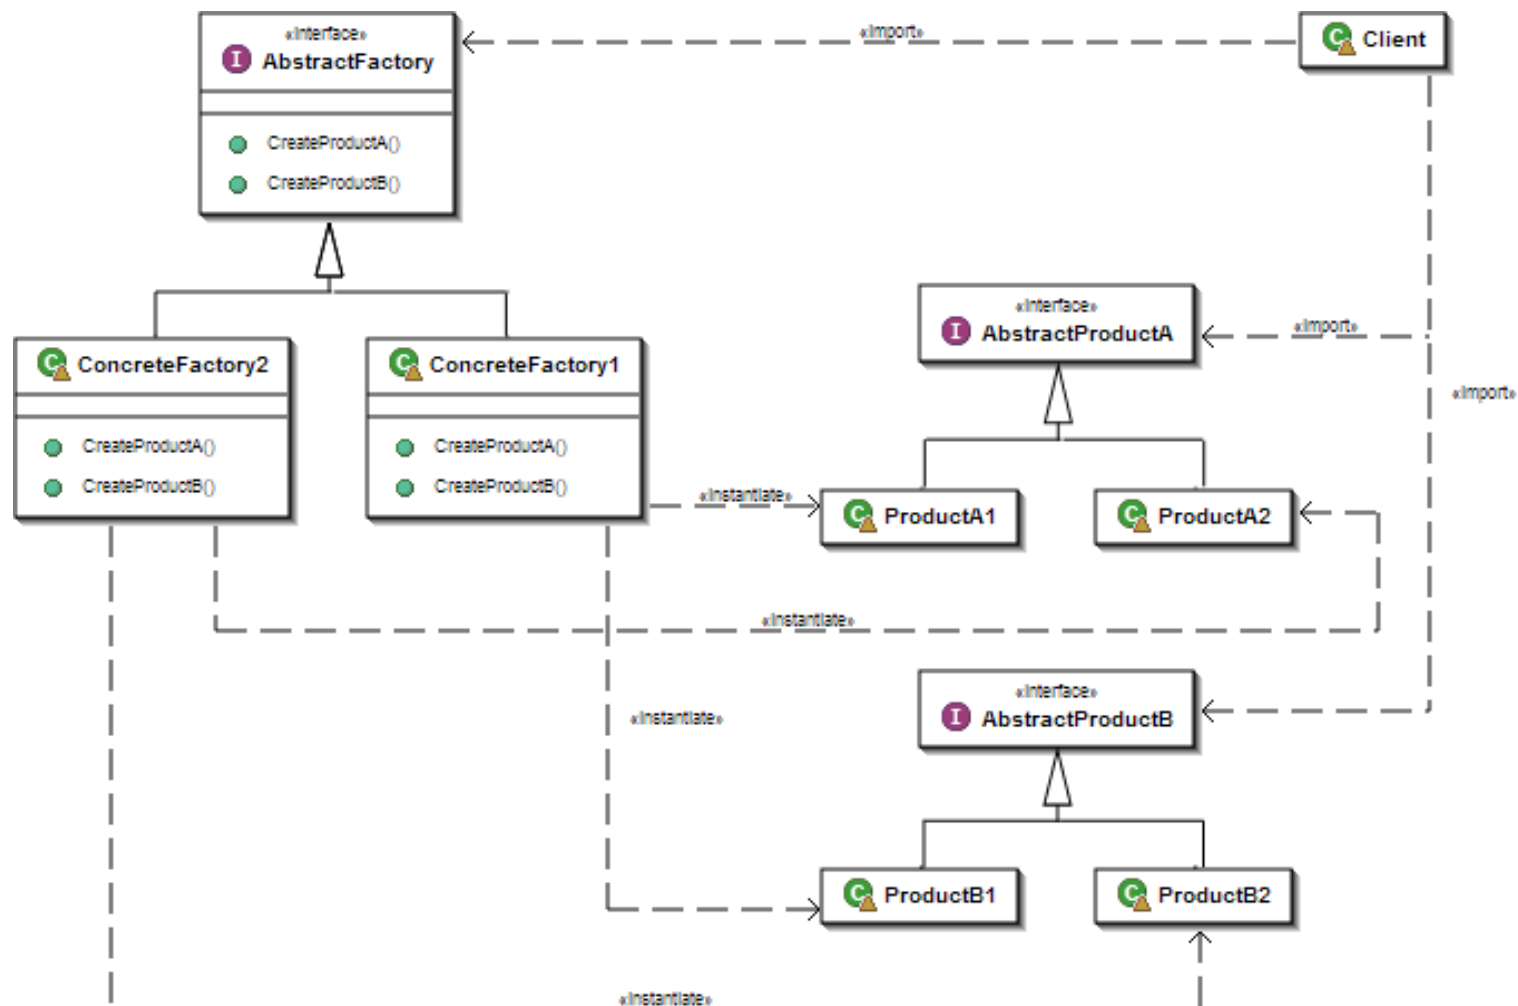 «Interface»
I AbstractFactory
CreateProductA()
CreateProductB()
«Import»
C Client
C ConcreteFactory2
CreateProductA()
CreateProductB()
C ConcreteFactory1
CreateProductA()
CreateProductB()
«Interface»
I AbstractProductA
«Import»
«Import»
«Instantiate»
C ProductA1
C ProductA2
«Instantiate»
«Interface»
I AbstractProductB
«Instantiate»
C ProductB1
C ProductB2
«Instantiate»